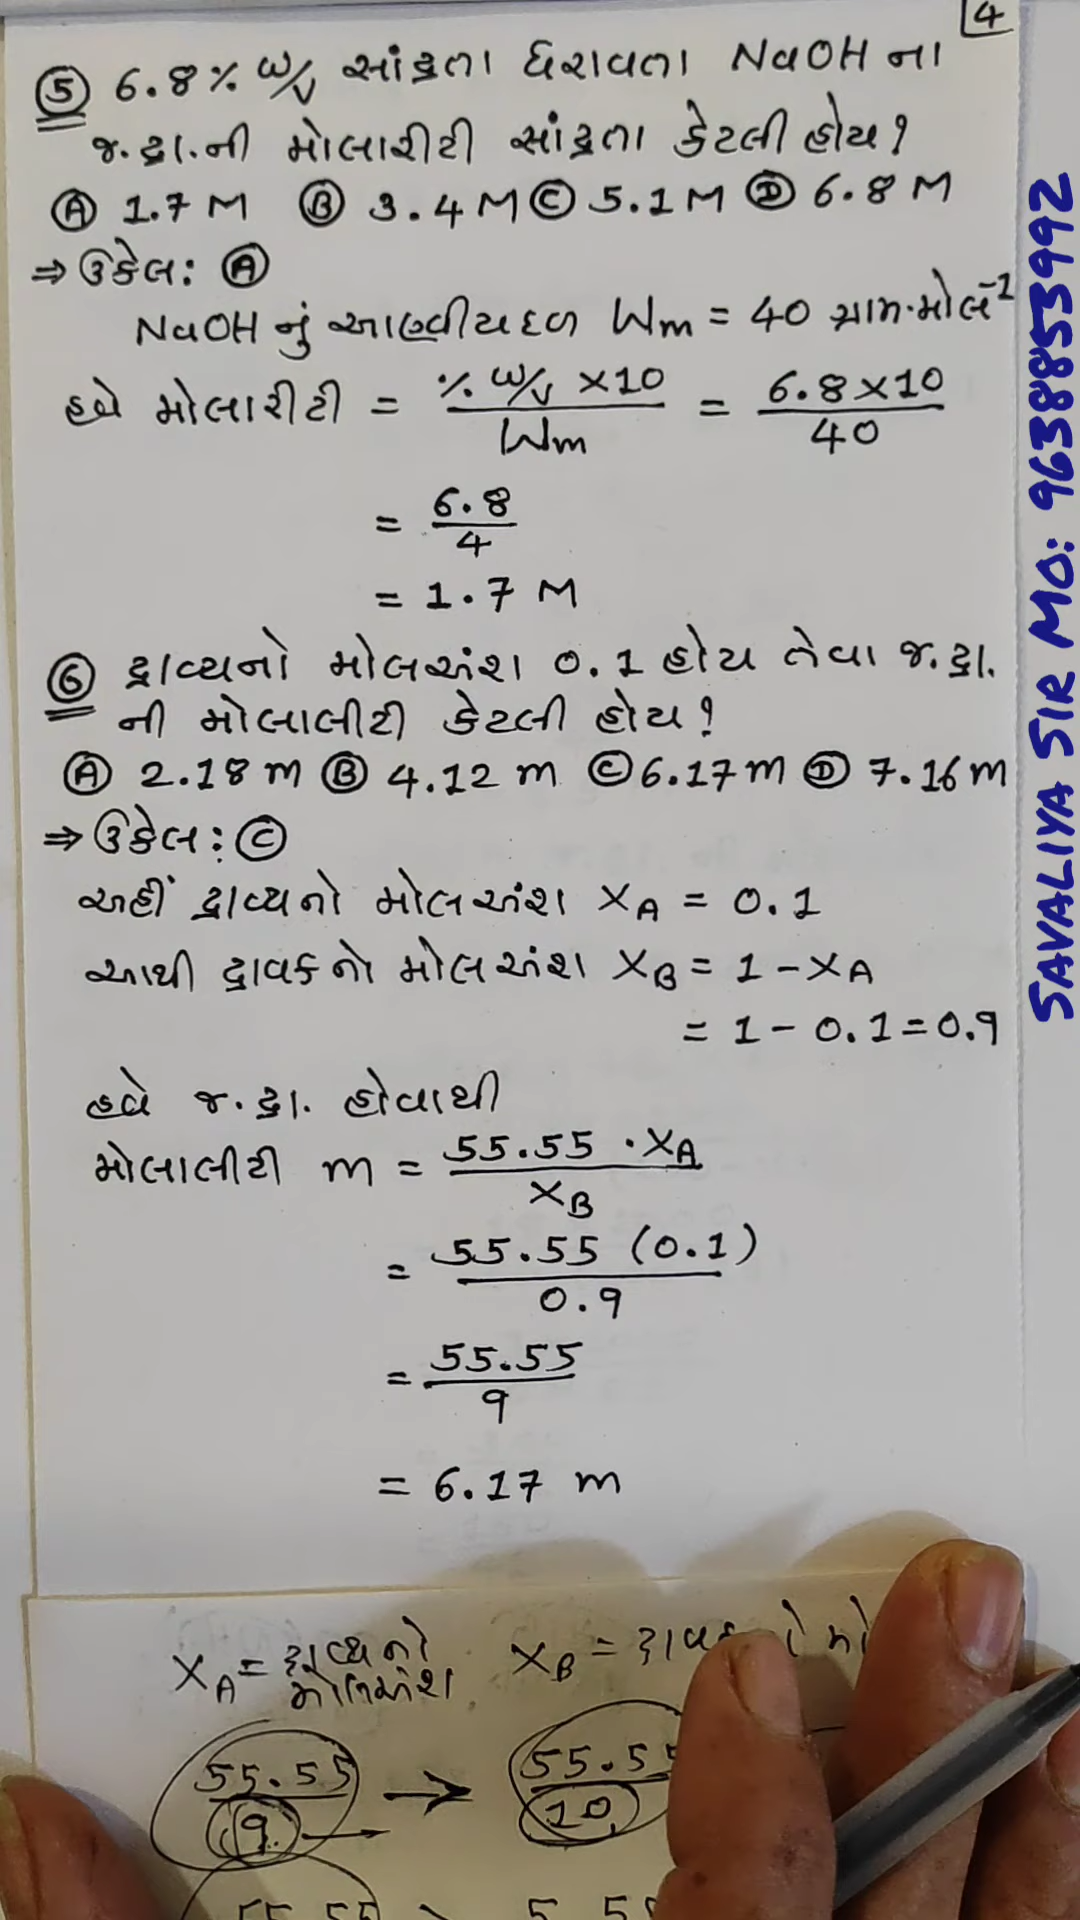 4
⑤ 6.8% w/v સાંદ્રતા ધરાવતા NaOH ના
જ.દ્રા.ની મોલારીટી સાંદ્રતા કેટલી હોય?
Ⓐ 1.7 M Ⓑ 3.4 M Ⓒ 5.1 M Ⓓ 6.8 M
⇒ ઉકેલ: Ⓐ
NaOH નું આણ્વીયદળ Wm = 40 ગ્રામ.મોલ⁻¹
હવે મોલારીટી = % w/v ×10 / Wm = 6.8×10 / 40
= 6.8 / 4
= 1.7 M
⑥ દ્રાવ્યનો મોલઅંશ 0.1 હોય તેવા જ.દ્રા.
ની મોલાલીટી કેટલી હોય?
Ⓐ 2.18 m Ⓑ 4.12 m Ⓒ 6.17 m Ⓓ 7.16 m
⇒ ઉકેલ: Ⓒ
અહીં દ્રાવ્યનો મોલઅંશ XA = 0.1
આથી દ્રાવકનો મોલઅંશ XB = 1 - XA
= 1 - 0.1 = 0.9
હવે જ.દ્રા. હોવાથી
મોલાલીટી m = 55.55 · XA / XB
= 55.55 (0.1) / 0.9
= 55.55 / 9
= 6.17 m
XA = દ્રાવ્યનો મોલઅંશ XB =
55.55 / 9 → 55.5 / 10
55.55
SAVALIYA SIR MO: 9638853992